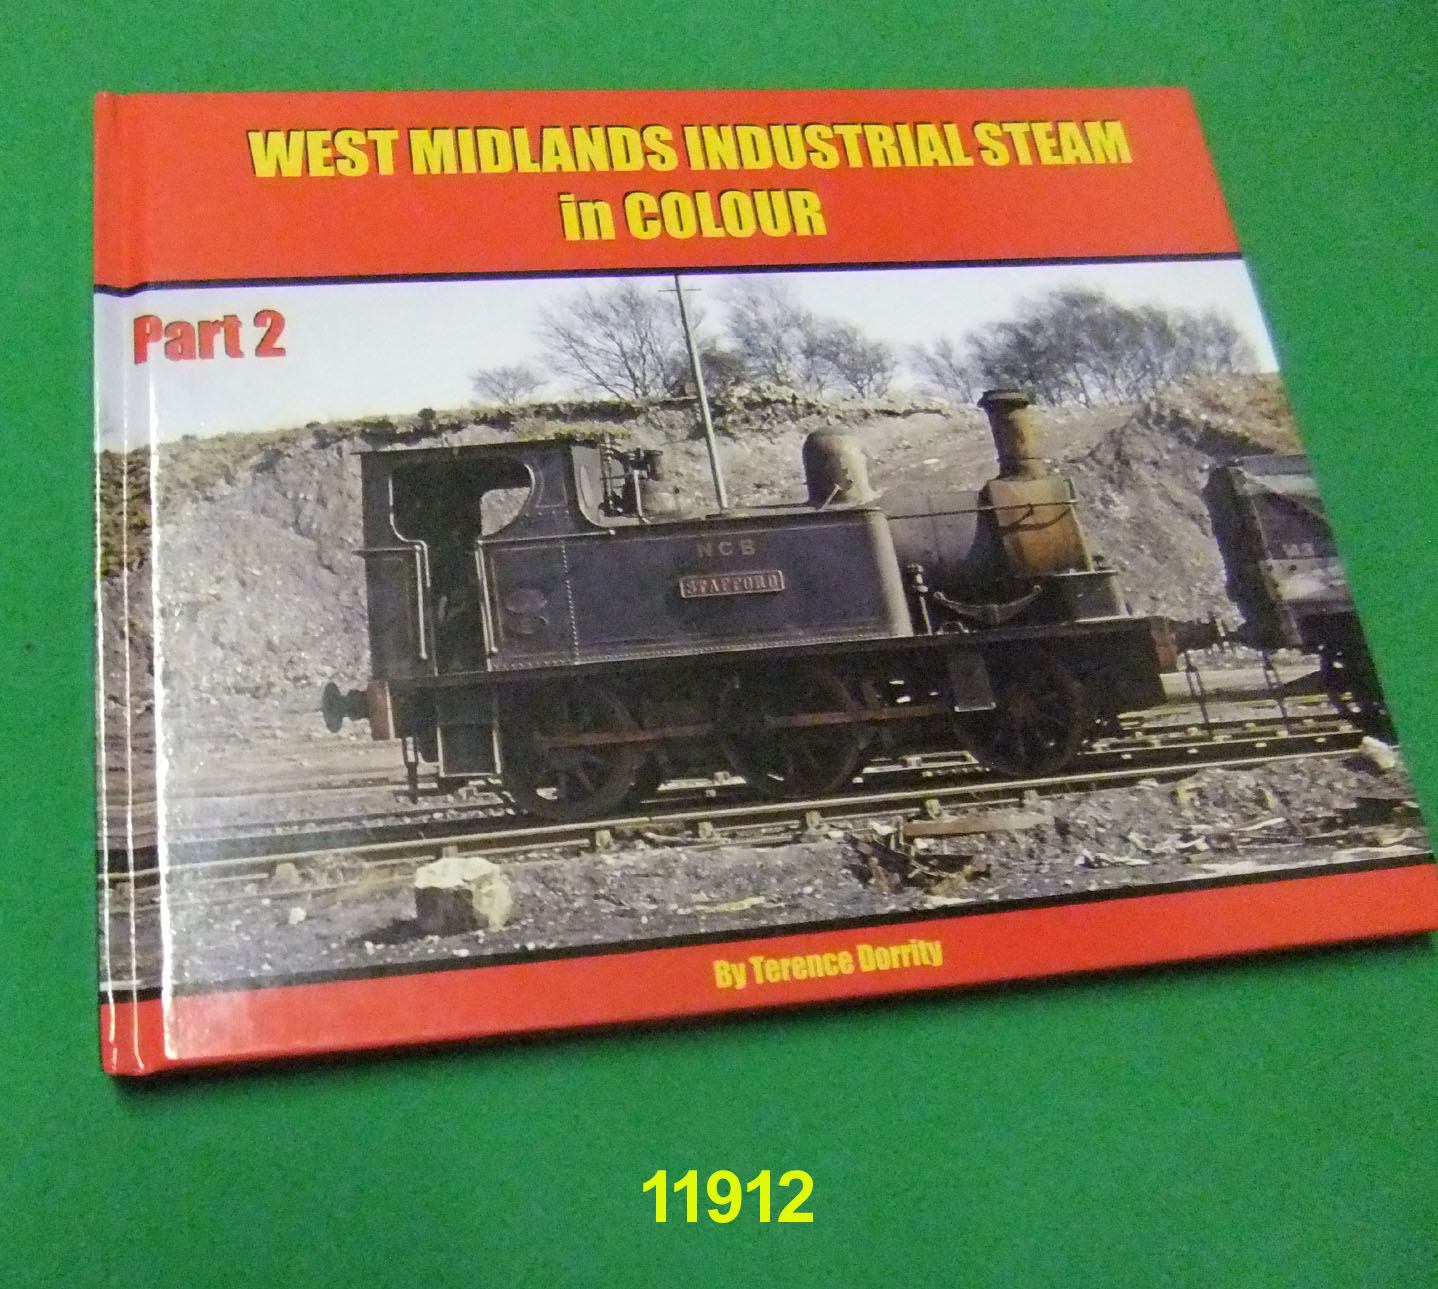 WEST MIDLANDS INDUSTRIAL STEAM
in COLOUR
Part 2
NCB
STAFFORD
By Terence Dorrity
11912